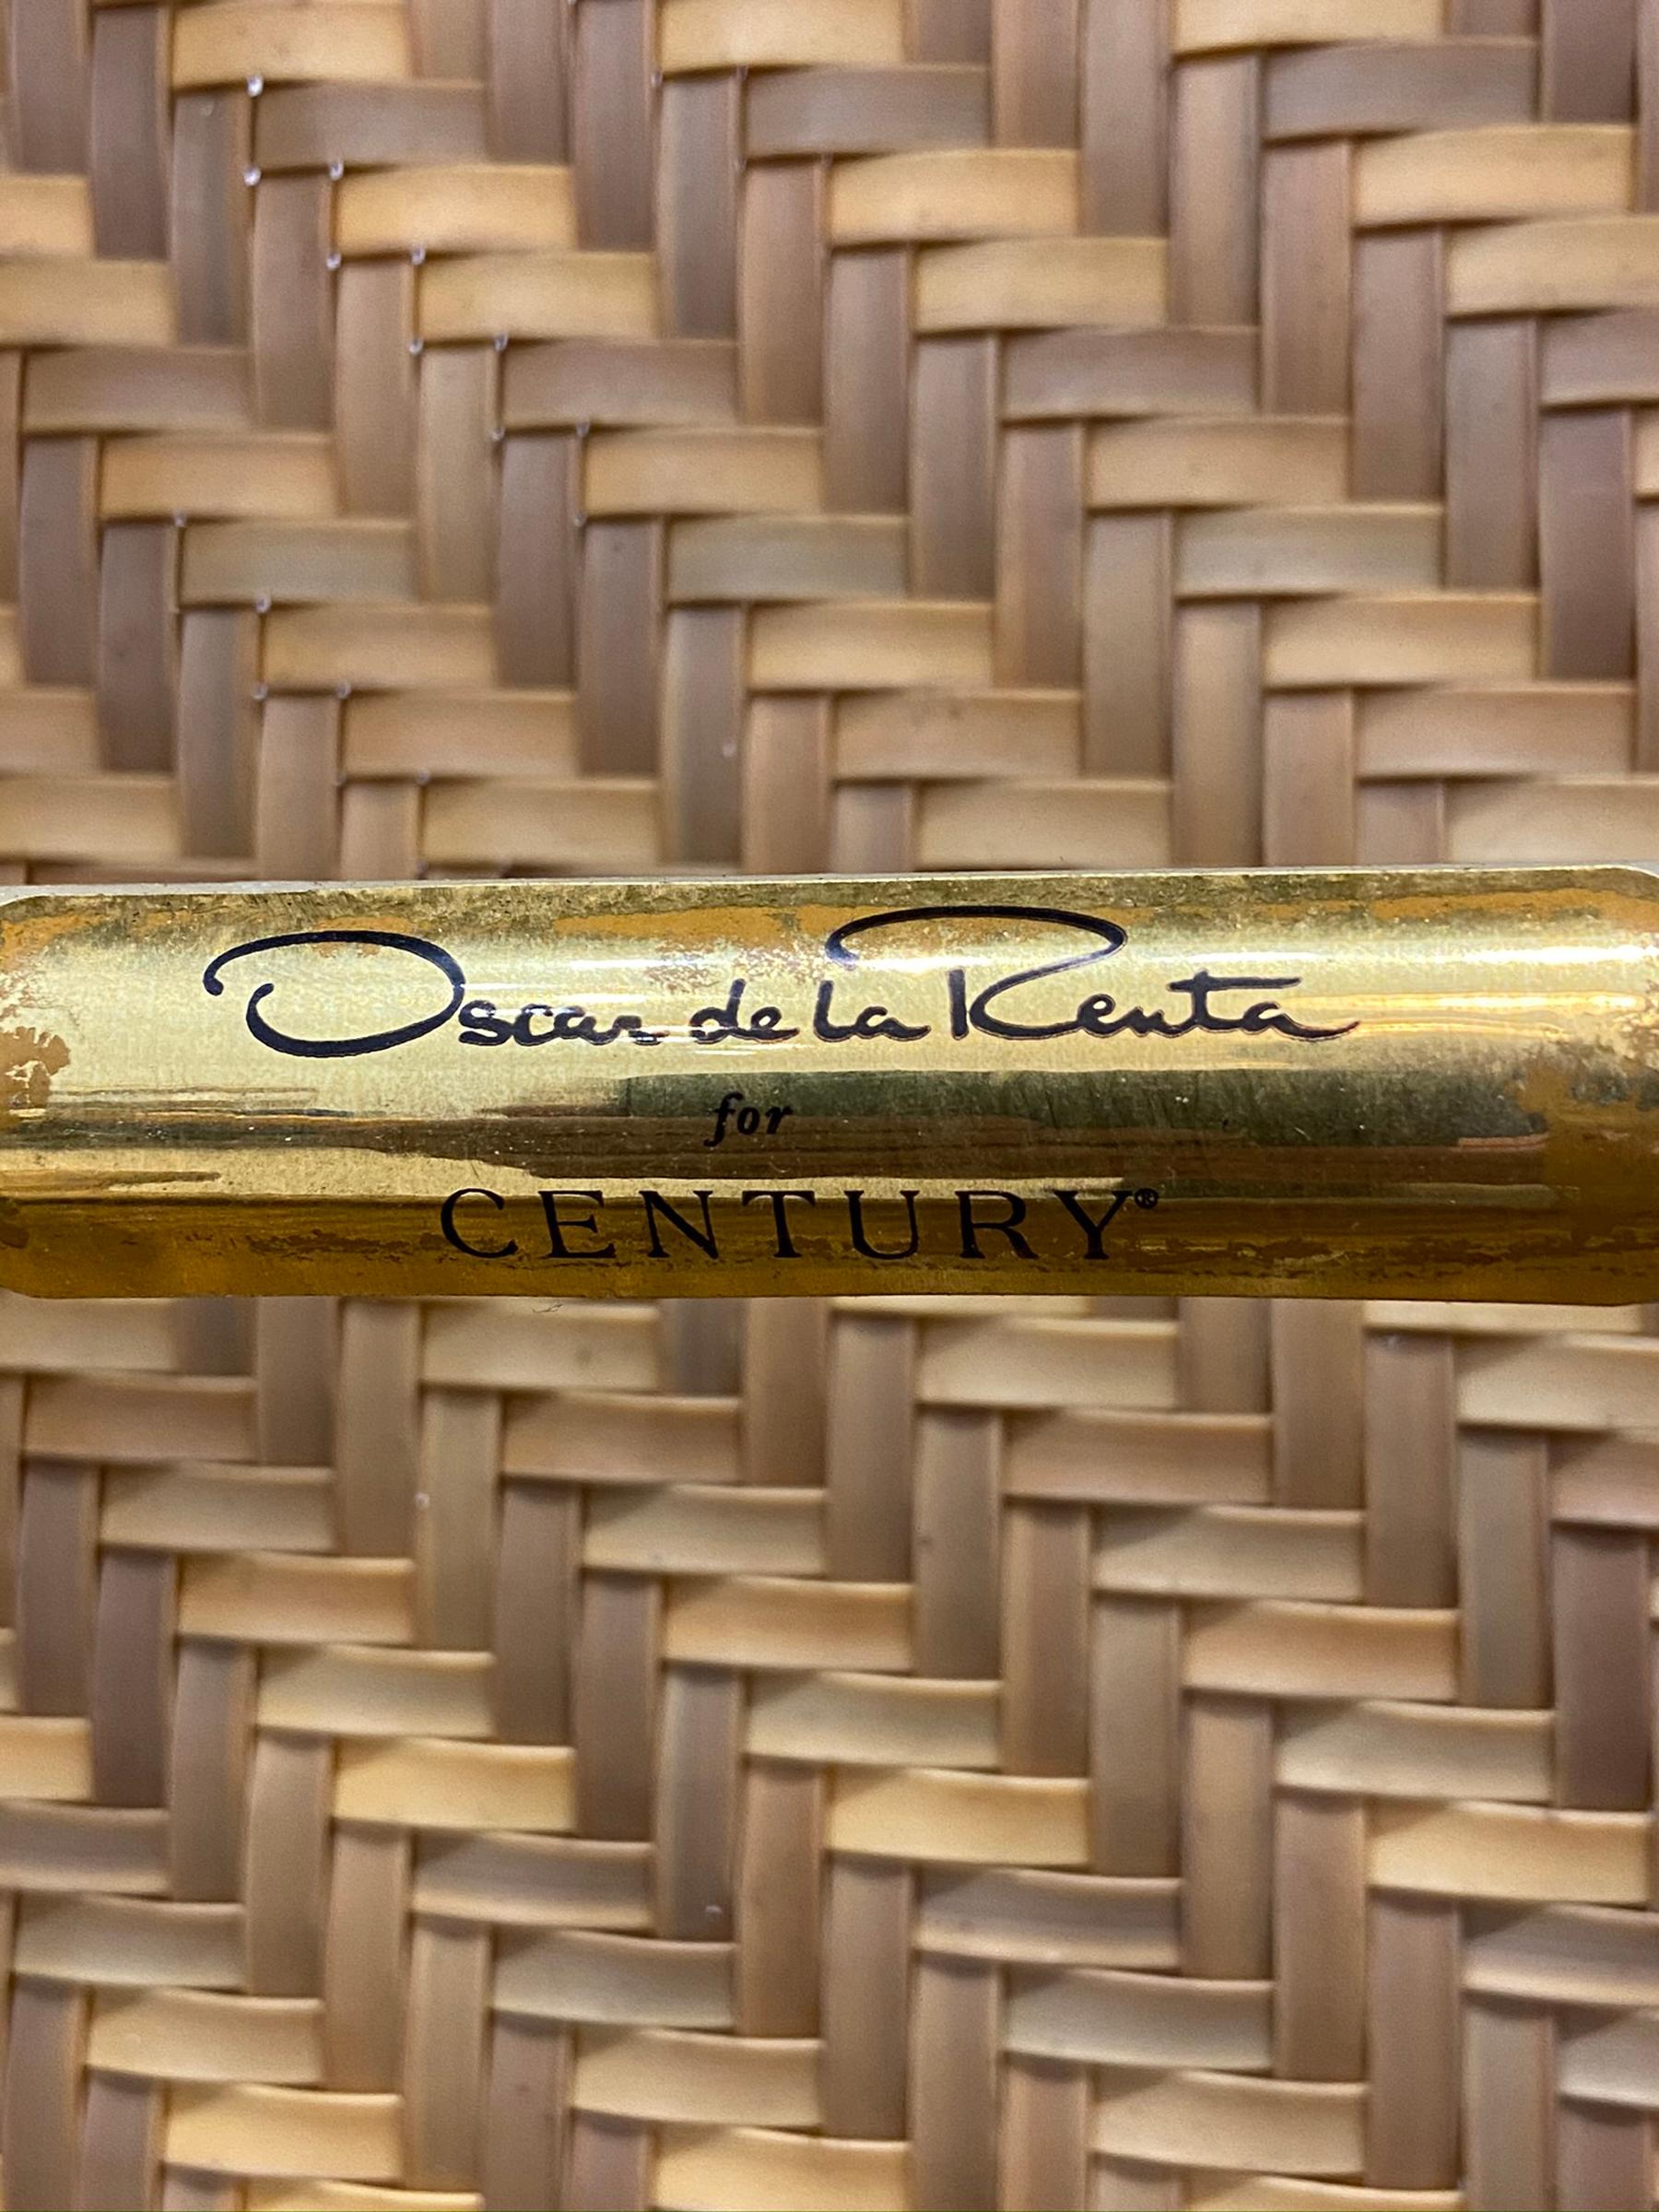 Oscar de la Renta
for
CENTURY®